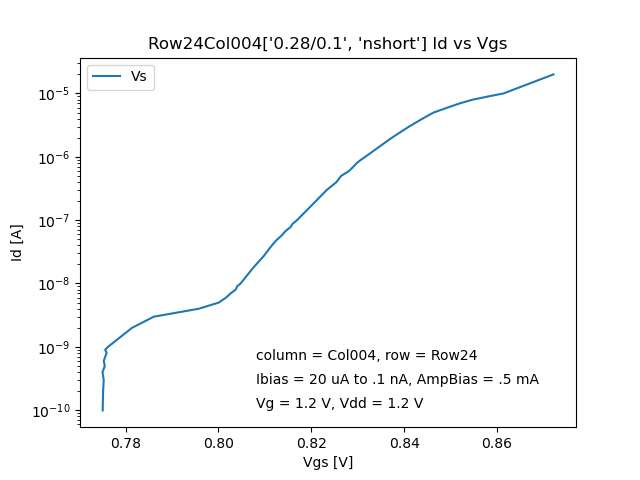 Row24Col004['0.28/0.1', 'nshort'] Id vs Vgs
Vs
10⁻⁵
10⁻⁶
10⁻⁷
10⁻⁸
10⁻⁹
10⁻¹⁰
Id [A]
column = Col004, row = Row24
Ibias = 20 uA to .1 nA, AmpBias = .5 mA
Vg = 1.2 V, Vdd = 1.2 V
0.78 0.80 0.82 0.84 0.86
Vgs [V]